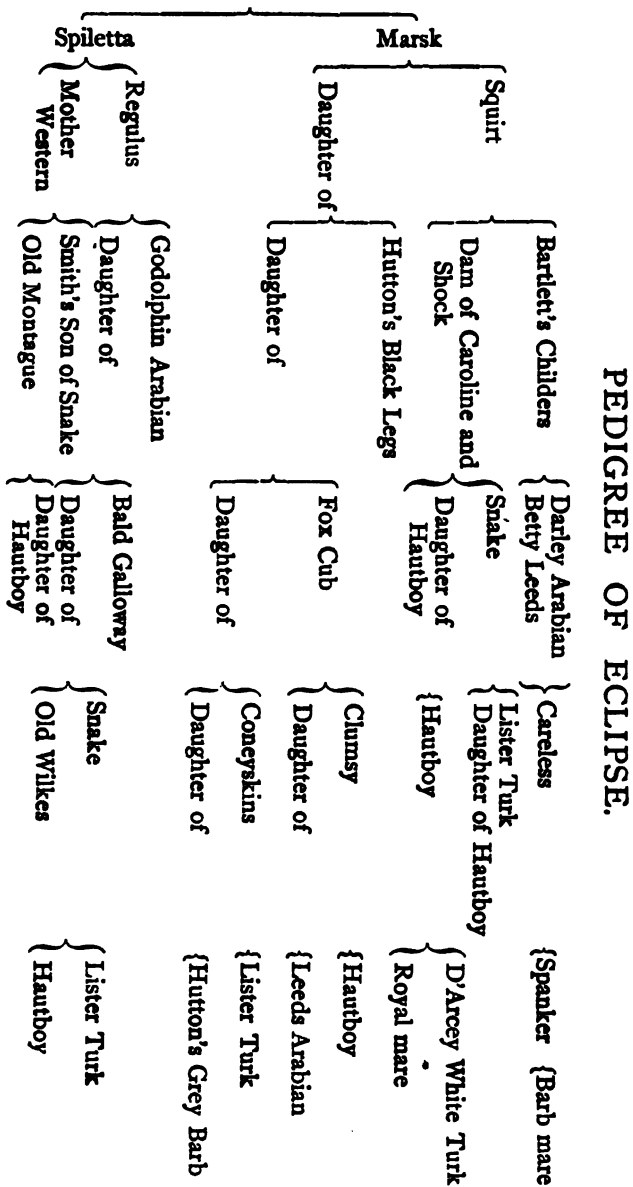 PEDIGREE OF ECLIPSE.
Marsk
Spiletta
Squirt
Daughter of
Regulus
Mother
Western
Bartlett's Childers
Dam of Caroline and
Shock
Hutton's Black Legs
Daughter of
Godolphin Arabian
Daughter of
Smith's Son of Snake
Old Montague
Darley Arabian
Betty Leeds
Snake
Daughter of
Hautboy
Fox Cub
Daughter of
Bald Galloway
Daughter of
Daughter of
Hautboy
Careless
Lister Turk
Daughter of Hautboy
{Hautboy
Clumsy
Daughter of
Coneyskins
Daughter of
Snake
Old Wilkes
{Spanker {Barb mare
D'Arcey White Turk
Royal mare
{Hautboy
{Leeds Arabian
{Lister Turk
{Hutton's Grey Barb
Lister Turk
Hautboy